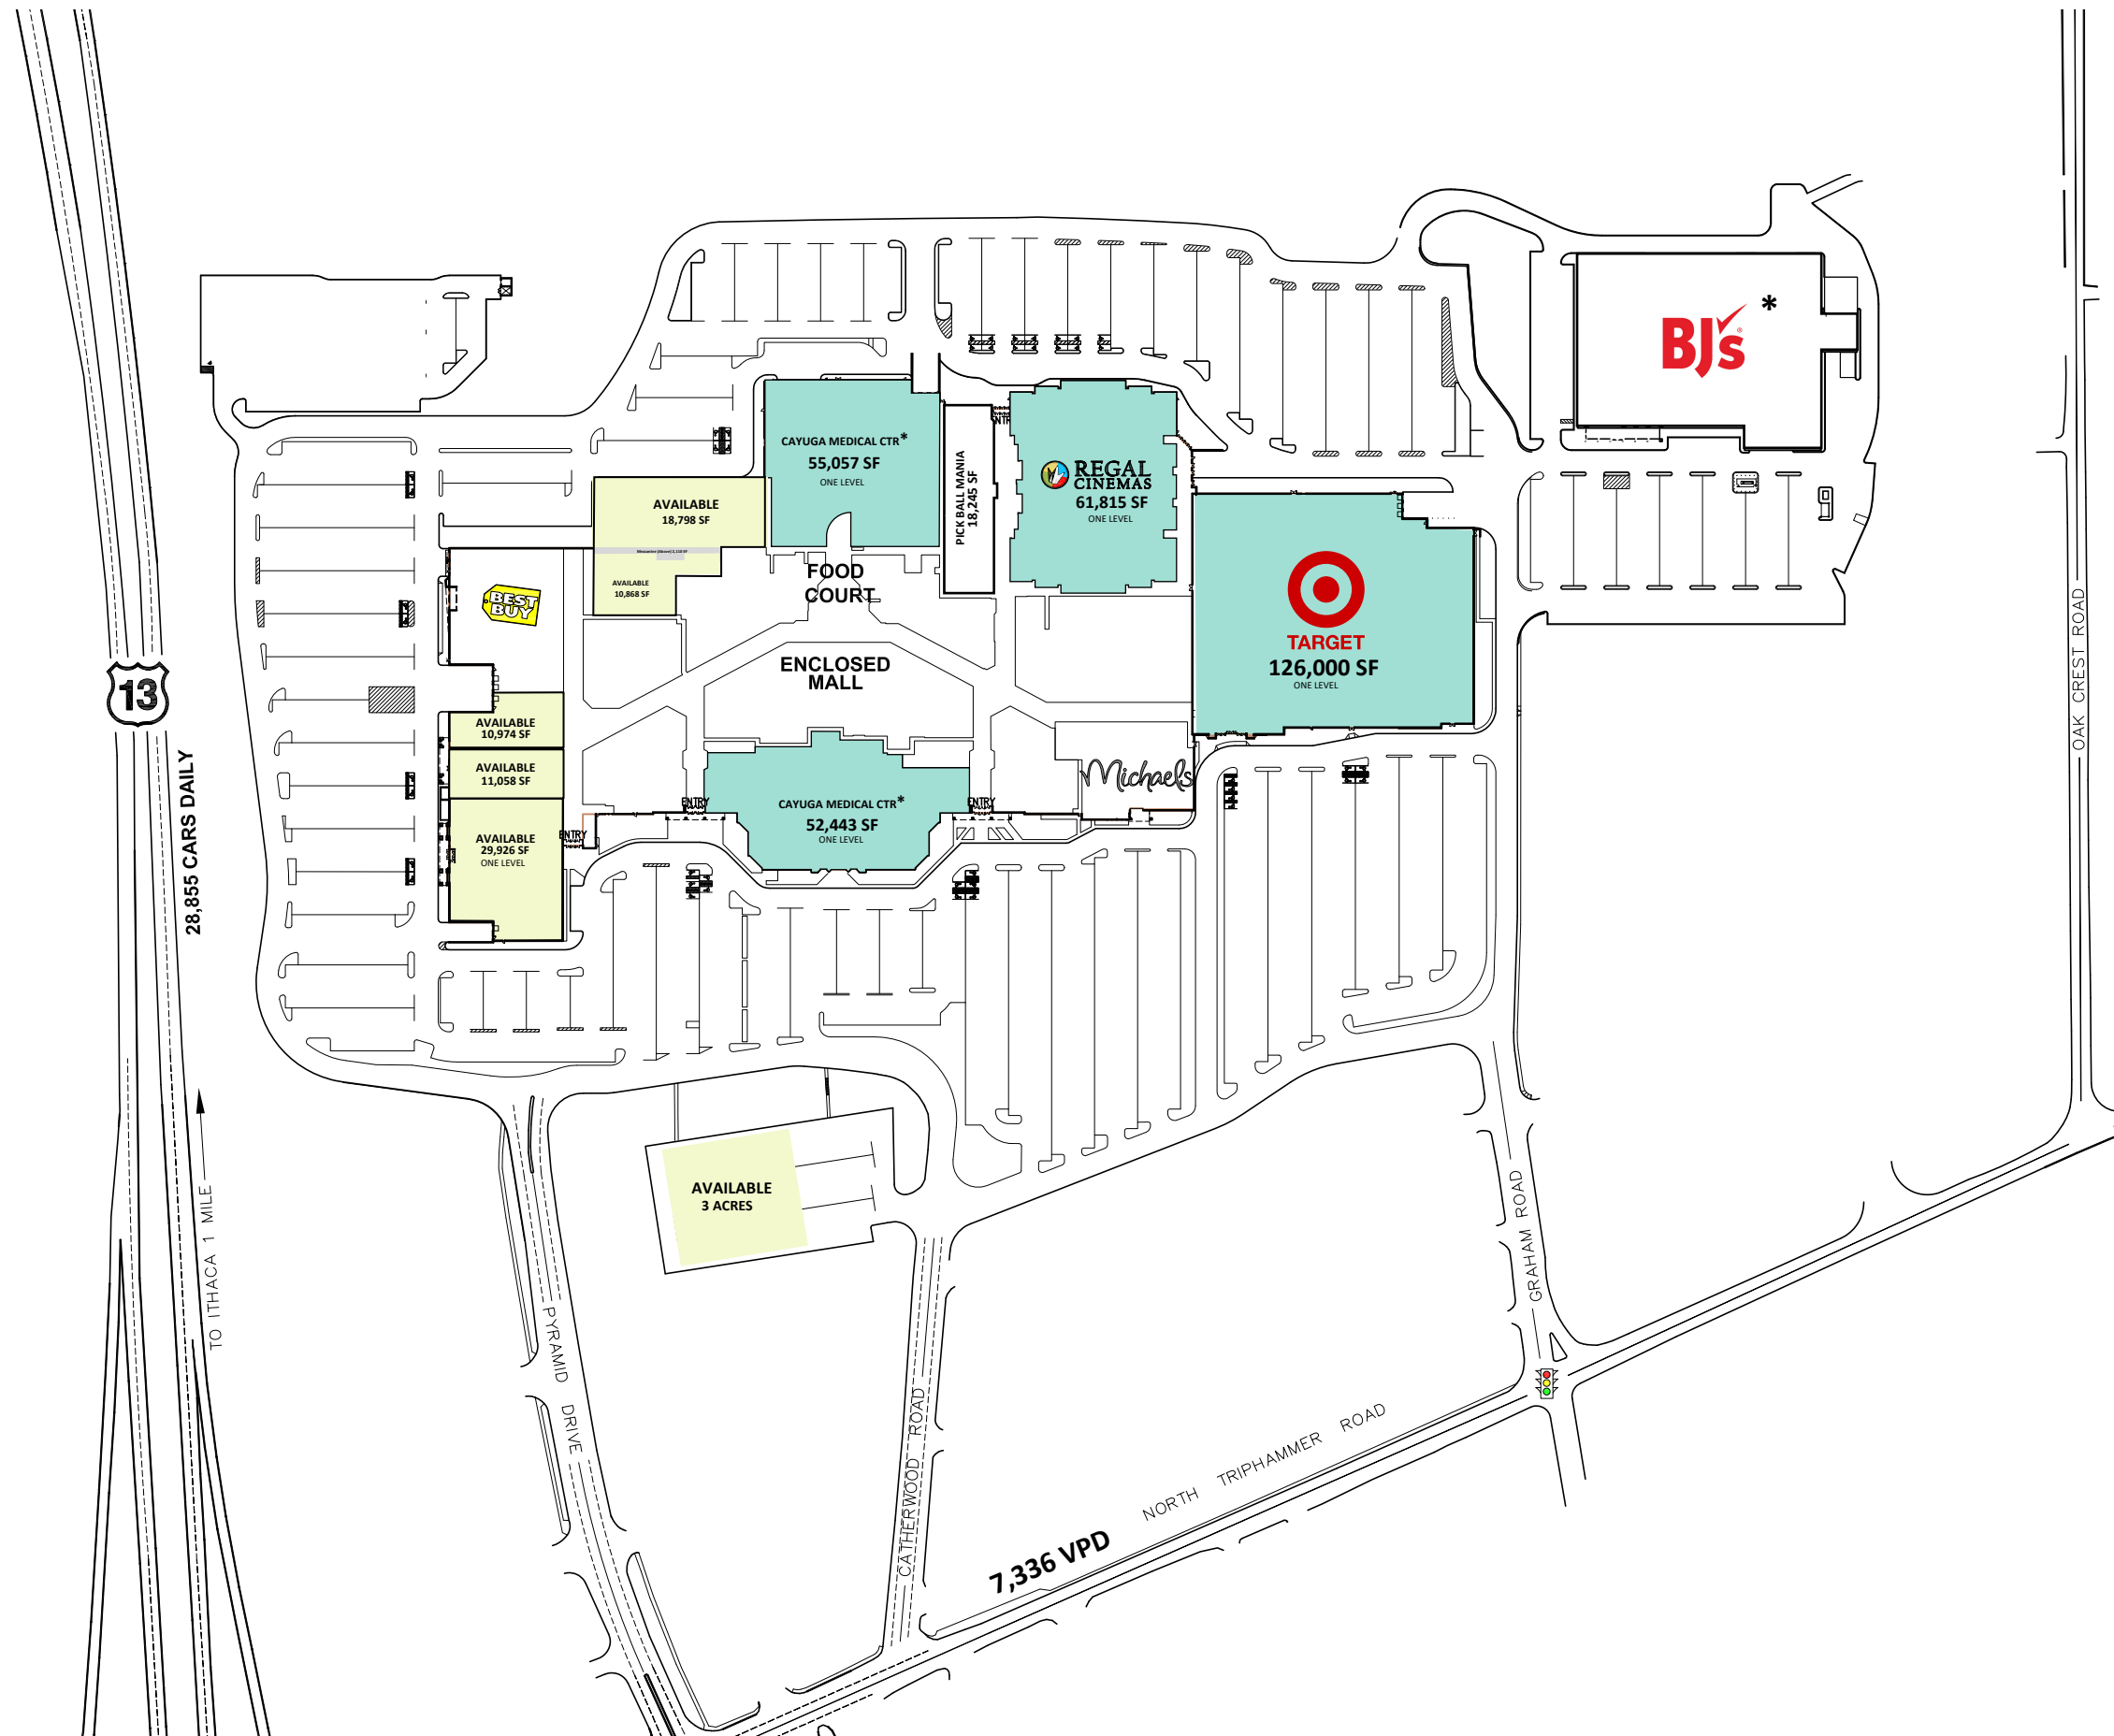 BJ's
*
CAYUGA MEDICAL CTR*
55,057 SF
ONE LEVEL
PICK BALL MANIA
18,245 SF
REGAL
CINEMAS
61,815 SF
ONE LEVEL
AVAILABLE
18,798 SF
AVAILABLE
10,868 SF
FOOD
COURT
BEST
BUY
TARGET
126,000 SF
ONE LEVEL
ENCLOSED
MALL
13
AVAILABLE
10,974 SF
AVAILABLE
11,058 SF
AVAILABLE
29,926 SF
ONE LEVEL
ENTRY
ENTRY
CAYUGA MEDICAL CTR*
52,443 SF
ONE LEVEL
ENTRY
Michaels
28,855 CARS DAILY
OAK CREST ROAD
TO ITHACA 1 MILE
AVAILABLE
3 ACRES
PYRAMID DRIVE
CATHERWOOD ROAD
GRAHAM ROAD
NORTH TRIPHAMMER ROAD
7,336 VPD